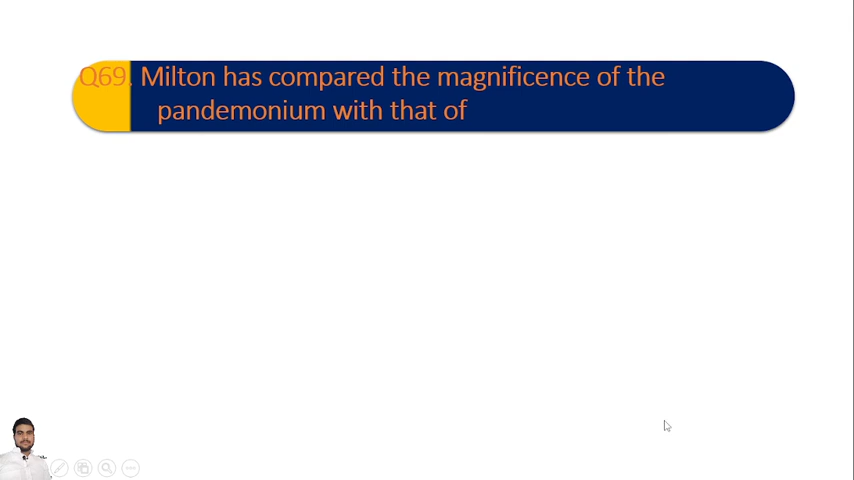 Q69. Milton has compared the magnificence of the
pandemonium with that of